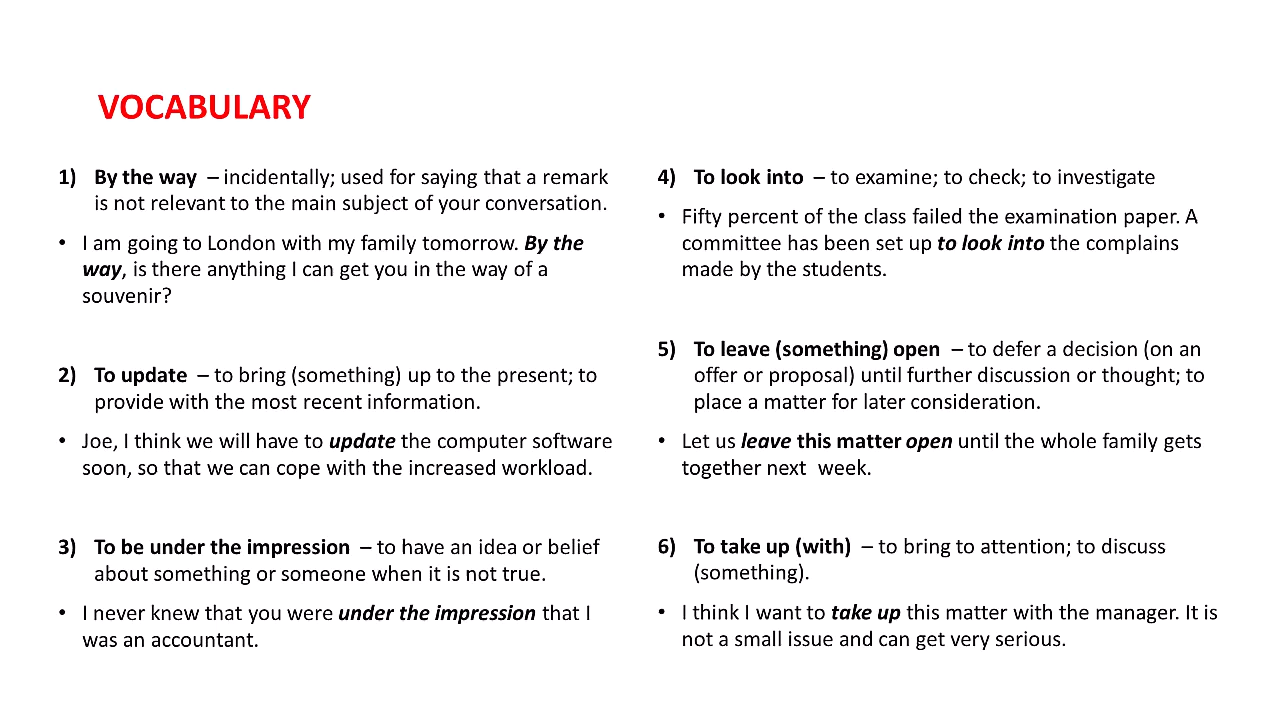 VOCABULARY
1) By the way – incidentally; used for saying that a remark
is not relevant to the main subject of your conversation.
• I am going to London with my family tomorrow. By the
way, is there anything I can get you in the way of a
souvenir?
2) To update – to bring (something) up to the present; to
provide with the most recent information.
• Joe, I think we will have to update the computer software
soon, so that we can cope with the increased workload.
3) To be under the impression – to have an idea or belief
about something or someone when it is not true.
• I never knew that you were under the impression that I
was an accountant.
4) To look into – to examine; to check; to investigate
• Fifty percent of the class failed the examination paper. A
committee has been set up to look into the complains
made by the students.
5) To leave (something) open – to defer a decision (on an
offer or proposal) until further discussion or thought; to
place a matter for later consideration.
• Let us leave this matter open until the whole family gets
together next  week.
6) To take up (with) – to bring to attention; to discuss
(something).
• I think I want to take up this matter with the manager. It is
not a small issue and can get very serious.